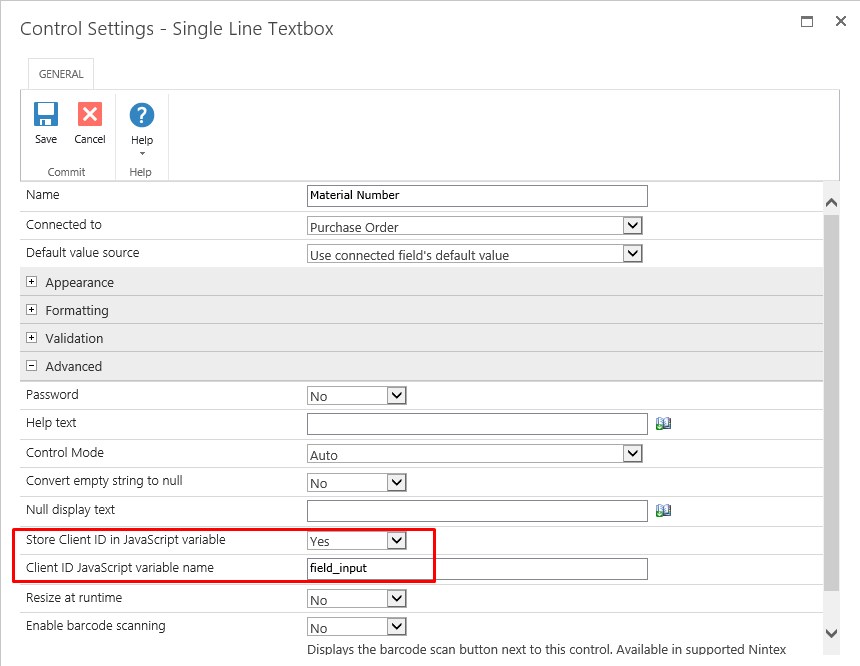 Control Settings - Single Line Textbox
GENERAL
Save Cancel Help
Commit Help
Name Material Number
Connected to Purchase Order
Default value source Use connected field's default value
Appearance
Formatting
Validation
Advanced
Password No
Help text
Control Mode Auto
Convert empty string to null No
Null display text
Store Client ID in JavaScript variable Yes
Client ID JavaScript variable name field_input
Resize at runtime No
Enable barcode scanning No
Displays the barcode scan button next to this control. Available in supported Nintex